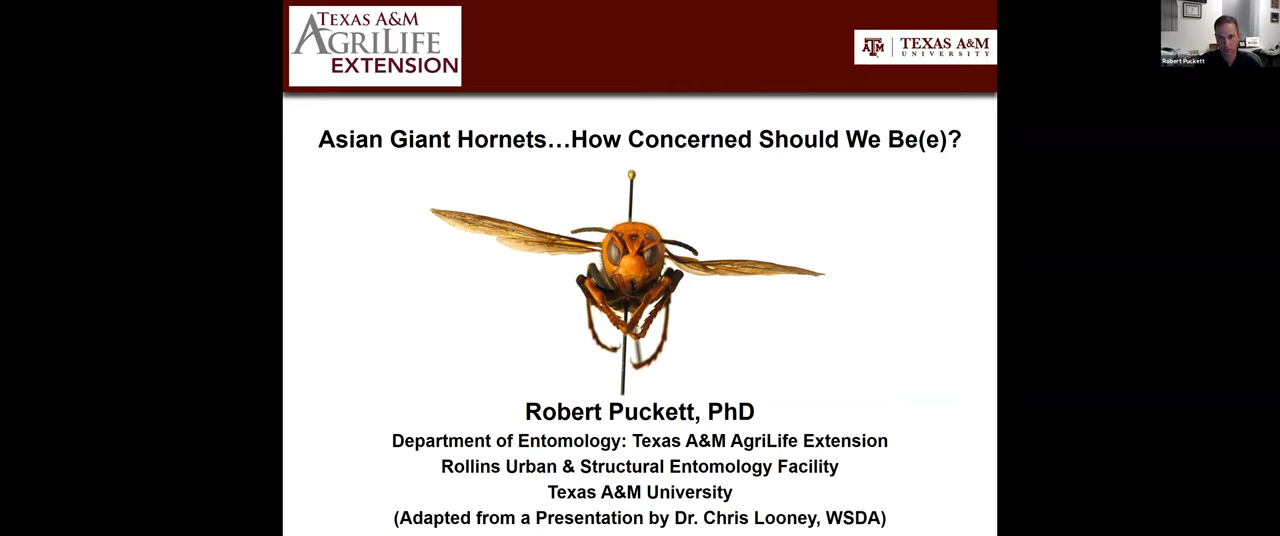 TEXAS A&M
AGRILIFE
EXTENSION
ATM
TEXAS A&M
UNIVERSITY
Robert Puckett
Asian Giant Hornets…How Concerned Should We Be(e)?
Robert Puckett, PhD
Department of Entomology: Texas A&M AgriLife Extension
Rollins Urban & Structural Entomology Facility
Texas A&M University
(Adapted from a Presentation by Dr. Chris Looney, WSDA)